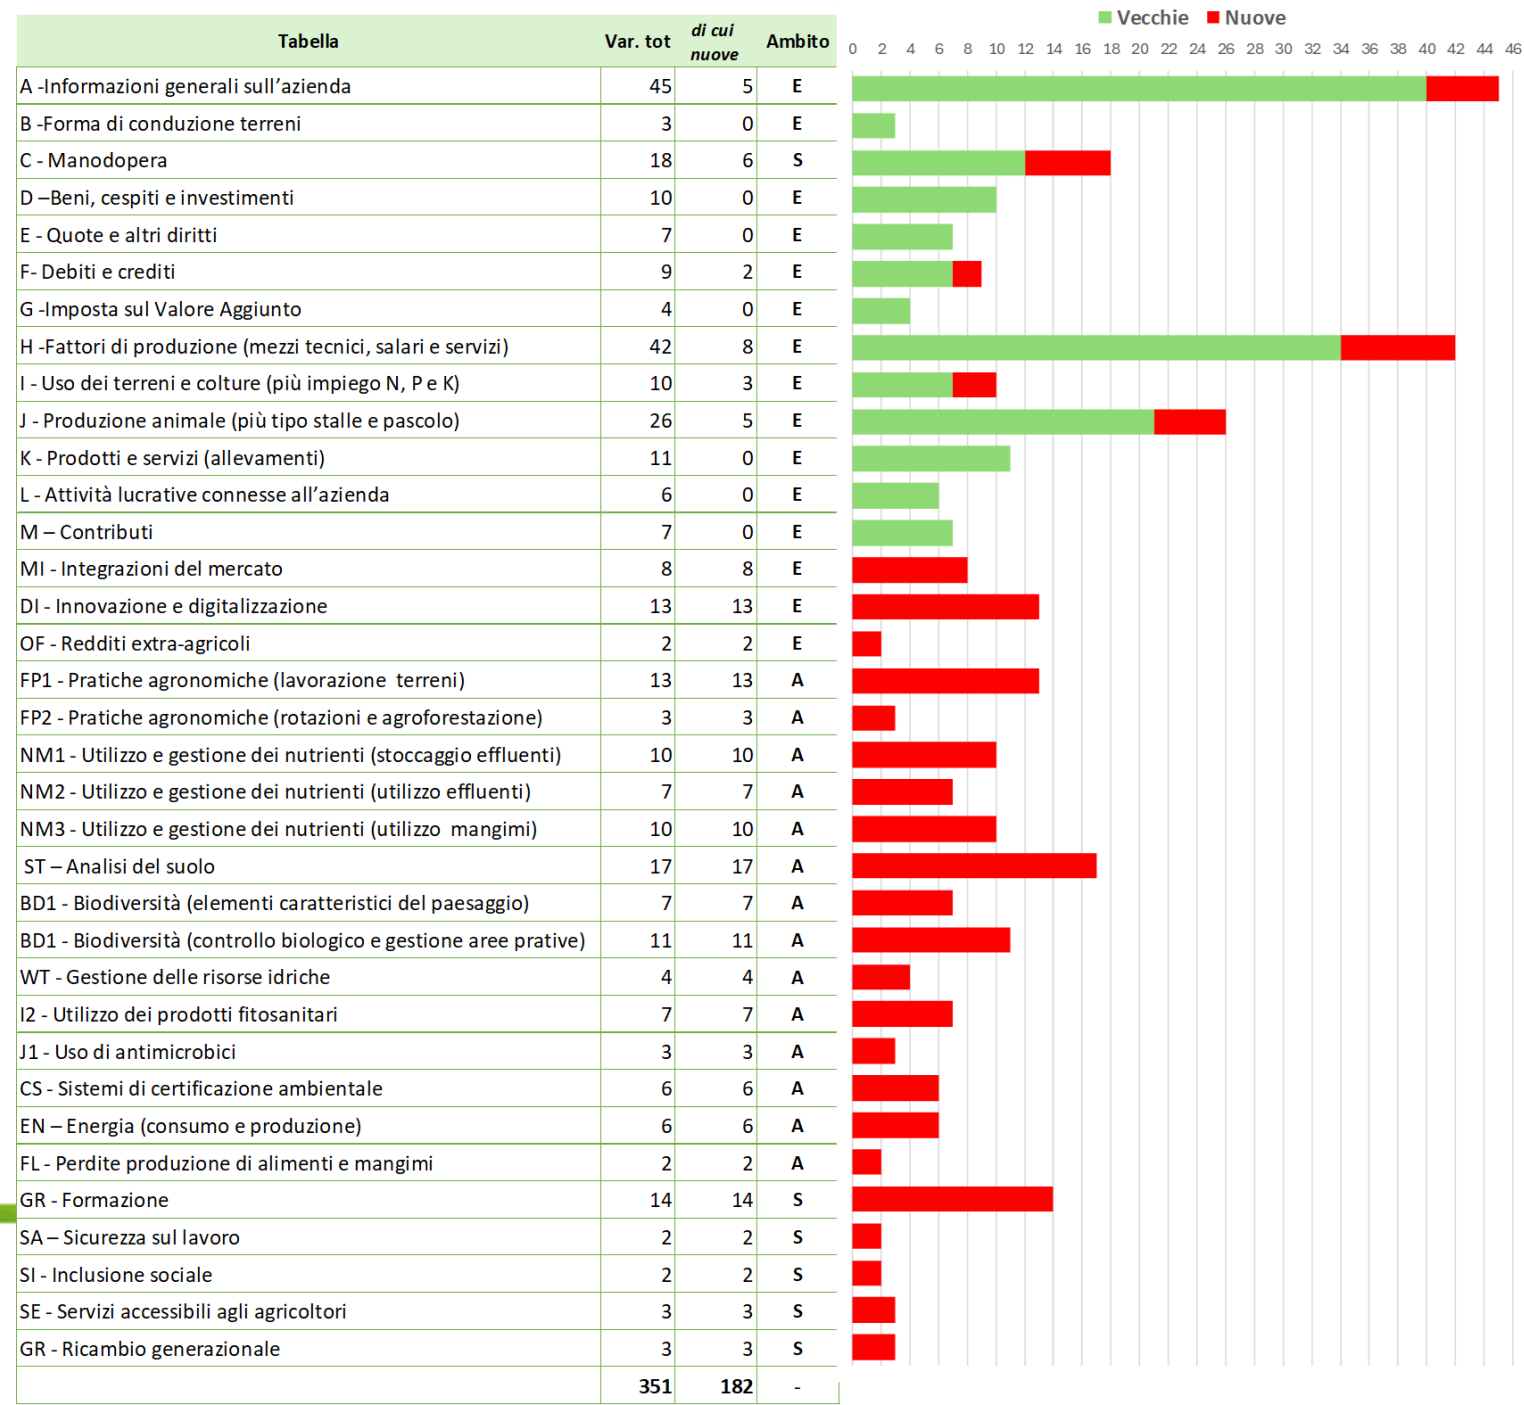 Tabella Var. tot di cui nuove Ambito
A -Informazioni generali sull’azienda 45 5 E
B -Forma di conduzione terreni 3 0 E
C - Manodopera 18 6 S
D –Beni, cespiti e investimenti 10 0 E
E - Quote e altri diritti 7 0 E
F- Debiti e crediti 9 2 E
G -Imposta sul Valore Aggiunto 4 0 E
H -Fattori di produzione (mezzi tecnici, salari e servizi) 42 8 E
I - Uso dei terreni e colture (più impiego N, P e K) 10 3 E
J - Produzione animale (più tipo stalle e pascolo) 26 5 E
K - Prodotti e servizi (allevamenti) 11 0 E
L - Attività lucrative connesse all’azienda 6 0 E
M – Contributi 7 0 E
MI - Integrazioni del mercato 8 8 E
DI - Innovazione e digitalizzazione 13 13 E
OF - Redditi extra-agricoli 2 2 E
FP1 - Pratiche agronomiche (lavorazione terreni) 13 13 A
FP2 - Pratiche agronomiche (rotazioni e agroforestazione) 3 3 A
NM1 - Utilizzo e gestione dei nutrienti (stoccaggio effluenti) 10 10 A
NM2 - Utilizzo e gestione dei nutrienti (utilizzo effluenti) 7 7 A
NM3 - Utilizzo e gestione dei nutrienti (utilizzo mangimi) 10 10 A
ST – Analisi del suolo 17 17 A
BD1 - Biodiversità (elementi caratteristici del paesaggio) 7 7 A
BD1 - Biodiversità (controllo biologico e gestione aree prative) 11 11 A
WT - Gestione delle risorse idriche 4 4 A
I2 - Utilizzo dei prodotti fitosanitari 7 7 A
J1 - Uso di antimicrobici 3 3 A
CS - Sistemi di certificazione ambientale 6 6 A
EN – Energia (consumo e produzione) 6 6 A
FL - Perdite produzione di alimenti e mangimi 2 2 A
GR - Formazione 14 14 S
SA – Sicurezza sul lavoro 2 2 S
SI - Inclusione sociale 2 2 S
SE - Servizi accessibili agli agricoltori 3 3 S
GR - Ricambio generazionale 3 3 S
351 182 -
Vecchie Nuove
0 2 4 6 8 10 12 14 16 18 20 22 24 26 28 30 32 34 36 38 40 42 44 46